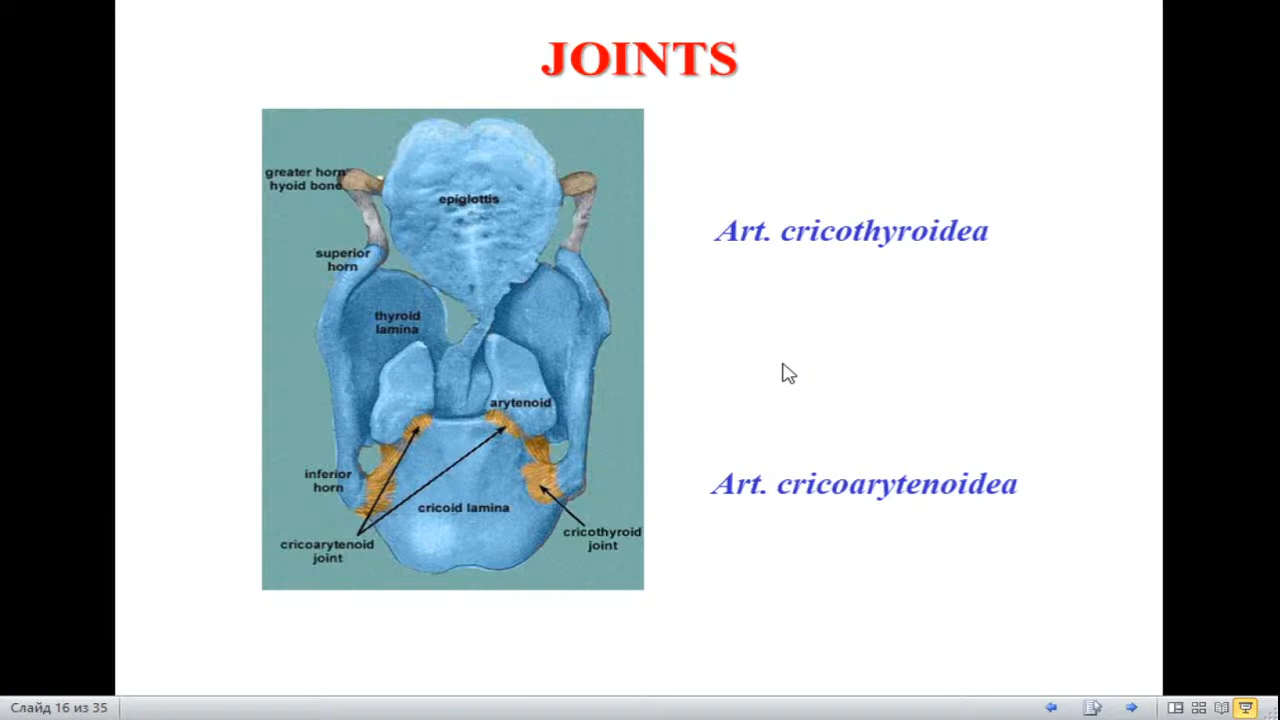 JOINTS
greater horn
hyoid bone
epiglottis
superior
horn
thyroid
lamina
arytenoid
inferior
horn
cricoid lamina
cricoarytenoid
joint
cricothyroid
joint
Art. cricothyroidea
Art. cricoarytenoidea
Слайд 16 из 35